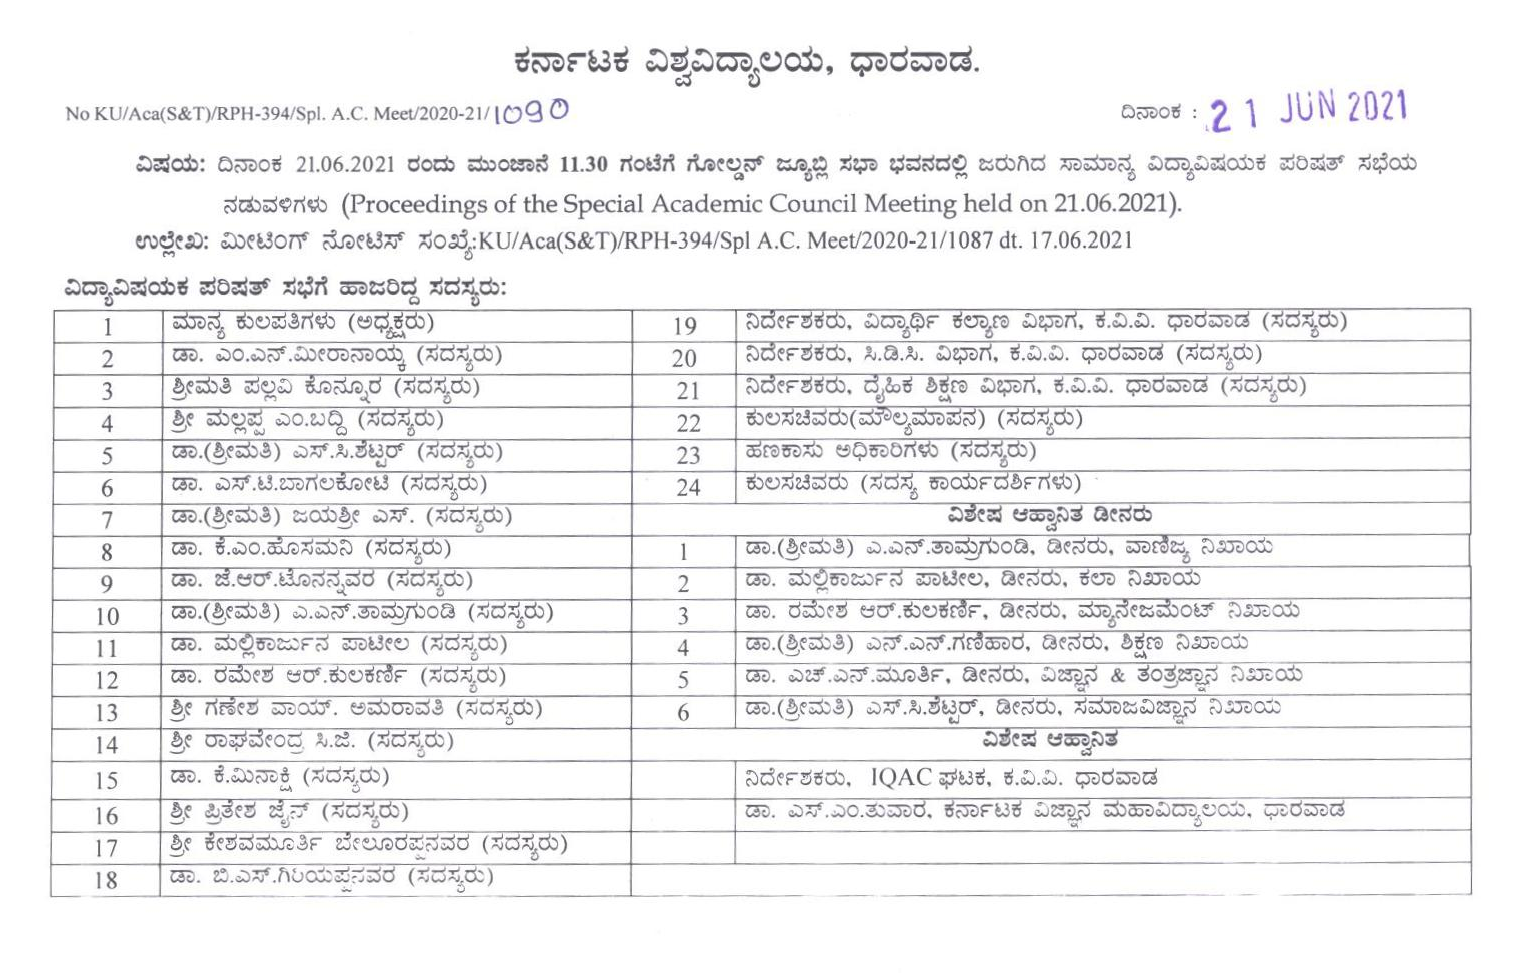 ಕರ್ನಾಟಕ ವಿಶ್ವವಿದ್ಯಾಲಯ, ಧಾರವಾಡ.
No KU/Aca(S&T)/RPH-394/Spl. A.C. Meet/2020-21/1090 ದಿನಾಂಕ : 21 JUN 2021
ವಿಷಯ: ದಿನಾಂಕ 21.06.2021 ರಂದು ಮುಂಜಾನೆ 11.30 ಗಂಟೆಗೆ ಗೋಲ್ಡನ್ ಜ್ಯೂಬ್ಲಿ ಸಭಾ ಭವನದಲ್ಲಿ ಜರುಗಿದ ಸಾಮಾನ್ಯ ವಿದ್ಯಾವಿಷಯಕ ಪರಿಷತ್ ಸಭೆಯ
ನಡುವಳಿಗಳು (Proceedings of the Special Academic Council Meeting held on 21.06.2021).
ಉಲ್ಲೇಖ: ಮೀಟಿಂಗ್ ನೋಟಿಸ್ ಸಂಖ್ಯೆ:KU/Aca(S&T)/RPH-394/Spl A.C. Meet/2020-21/1087 dt. 17.06.2021
ವಿದ್ಯಾವಿಷಯಕ ಪರಿಷತ್ ಸಭೆಗೆ ಹಾಜರಿದ್ದ ಸದಸ್ಯರು:
1 ಮಾನ್ಯ ಕುಲಪತಿಗಳು (ಅಧ್ಯಕ್ಷರು) 19 ನಿರ್ದೇಶಕರು, ವಿದ್ಯಾರ್ಥಿ ಕಲ್ಯಾಣ ವಿಭಾಗ, ಕ.ವಿ.ವಿ. ಧಾರವಾಡ (ಸದಸ್ಯರು)
2 ಡಾ. ಎಂ.ಎನ್.ಮೀರಾನಾಯ್ಕ (ಸದಸ್ಯರು) 20 ನಿರ್ದೇಶಕರು, ಸಿ.ಡಿ.ಸಿ. ವಿಭಾಗ, ಕ.ವಿ.ವಿ. ಧಾರವಾಡ (ಸದಸ್ಯರು)
3 ಶ್ರೀಮತಿ ಪಲ್ಲವಿ ಕೊನ್ನೂರ (ಸದಸ್ಯರು) 21 ನಿರ್ದೇಶಕರು, ದೈಹಿಕ ಶಿಕ್ಷಣ ವಿಭಾಗ, ಕ.ವಿ.ವಿ. ಧಾರವಾಡ (ಸದಸ್ಯರು)
4 ಶ್ರೀ ಮಲ್ಲಪ್ಪ ಎಂ.ಬದ್ದಿ (ಸದಸ್ಯರು) 22 ಕುಲಸಚಿವರು(ಮೌಲ್ಯಮಾಪನ) (ಸದಸ್ಯರು)
5 ಡಾ.(ಶ್ರೀಮತಿ) ಎಸ್.ಸಿ.ಶೆಟ್ಟರ್ (ಸದಸ್ಯರು) 23 ಹಣಕಾಸು ಅಧಿಕಾರಿಗಳು (ಸದಸ್ಯರು)
6 ಡಾ. ಎಸ್.ಟಿ.ಬಾಗಲಕೋಟಿ (ಸದಸ್ಯರು) 24 ಕುಲಸಚಿವರು (ಸದಸ್ಯ ಕಾರ್ಯದರ್ಶಿಗಳು)
7 ಡಾ.(ಶ್ರೀಮತಿ) ಜಯಶ್ರೀ ಎಸ್. (ಸದಸ್ಯರು) ವಿಶೇಷ ಆಹ್ವಾನಿತ ಡೀನರು
8 ಡಾ. ಕೆ.ಎಂ.ಹೊಸಮನಿ (ಸದಸ್ಯರು) 1 ಡಾ.(ಶ್ರೀಮತಿ) ಎ.ಎನ್.ತಾಮ್ರಗುಂಡಿ, ಡೀನರು, ವಾಣಿಜ್ಯ ನಿಖಾಯ
9 ಡಾ. ಜೆ.ಆರ್.ಟೊನನ್ನವರ (ಸದಸ್ಯರು) 2 ಡಾ. ಮಲ್ಲಿಕಾರ್ಜುನ ಪಾಟೀಲ, ಡೀನರು, ಕಲಾ ನಿಖಾಯ
10 ಡಾ.(ಶ್ರೀಮತಿ) ಎ.ಎನ್.ತಾಮ್ರಗುಂಡಿ (ಸದಸ್ಯರು) 3 ಡಾ. ರಮೇಶ ಆರ್.ಕುಲಕರ್ಣಿ, ಡೀನರು, ಮ್ಯಾನೇಜಮೆಂಟ್ ನಿಖಾಯ
11 ಡಾ. ಮಲ್ಲಿಕಾರ್ಜುನ ಪಾಟೀಲ (ಸದಸ್ಯರು) 4 ಡಾ.(ಶ್ರೀಮತಿ) ಎನ್.ಎನ್.ಗಣಿಹಾರ, ಡೀನರು, ಶಿಕ್ಷಣ ನಿಖಾಯ
12 ಡಾ. ರಮೇಶ ಆರ್.ಕುಲಕರ್ಣಿ (ಸದಸ್ಯರು) 5 ಡಾ. ಎಚ್.ಎನ್.ಮೂರ್ತಿ, ಡೀನರು, ವಿಜ್ಞಾನ & ತಂತ್ರಜ್ಞಾನ ನಿಖಾಯ
13 ಶ್ರೀ ಗಣೇಶ ವಾಯ್. ಅಮರಾವತಿ (ಸದಸ್ಯರು) 6 ಡಾ.(ಶ್ರೀಮತಿ) ಎಸ್.ಸಿ.ಶೆಟ್ಟರ್, ಡೀನರು, ಸಮಾಜವಿಜ್ಞಾನ ನಿಖಾಯ
14 ಶ್ರೀ ರಾಘವೇಂದ್ರ ಸಿ.ಜಿ. (ಸದಸ್ಯರು) ವಿಶೇಷ ಆಹ್ವಾನಿತ
15 ಡಾ. ಕೆ.ಮಿನಾಕ್ಷಿ (ಸದಸ್ಯರು) ನಿರ್ದೇಶಕರು, IQAC ಘಟಕ, ಕ.ವಿ.ವಿ. ಧಾರವಾಡ
16 ಶ್ರೀ ಪ್ರಿತೇಶ ಜೈನ್ (ಸದಸ್ಯರು) ಡಾ. ಎಸ್.ಎಂ.ತುವಾರ, ಕರ್ನಾಟಕ ವಿಜ್ಞಾನ ಮಹಾವಿದ್ಯಾಲಯ, ಧಾರವಾಡ
17 ಶ್ರೀ ಕೇಶವಮೂರ್ತಿ ಬೇಲೂರಪ್ಪನವರ (ಸದಸ್ಯರು)
18 ಡಾ. ಬಿ.ಎಸ್.ಗಿರಿಯಪ್ಪನವರ (ಸದಸ್ಯರು)